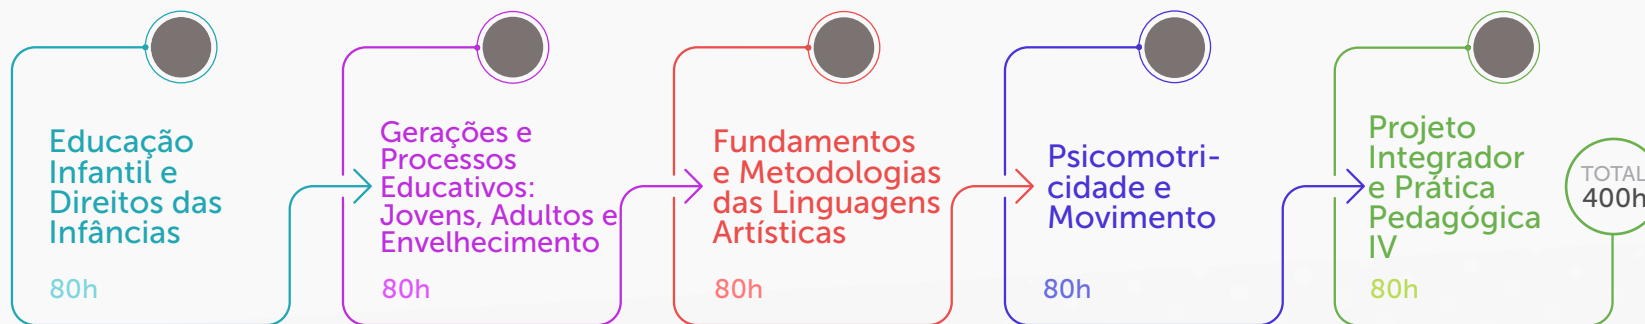 Educação
Infantil e
Direitos das
Infâncias
80h
Gerações e
Processos
Educativos:
Jovens, Adultos e
Envelhecimento
80h
Fundamentos
e Metodologias
das Linguagens
Artísticas
80h
Psicomotri-
cidade e
Movimento
80h
Projeto
Integrador
e Prática
Pedagógica
IV
80h
TOTAL
400h